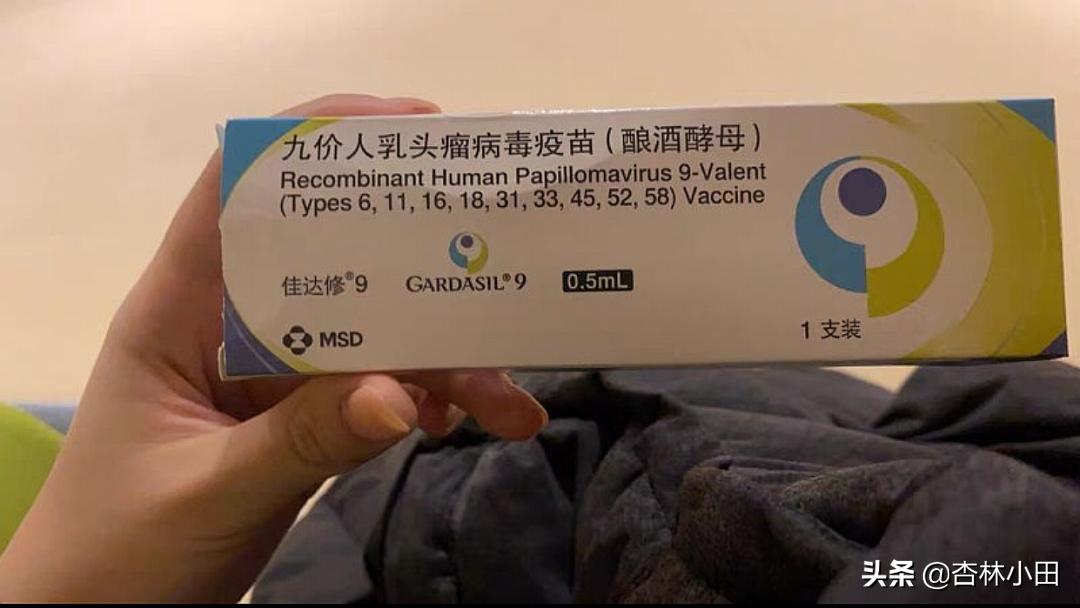 九价人乳头瘤病毒疫苗（酿酒酵母）
Recombinant Human Papillomavirus 9-Valent
(Types 6, 11, 16, 18, 31, 33, 45, 52, 58) Vaccine
佳达修®9 GARDASIL®9 0.5mL
MSD
1 支装
头条 @杏林小田